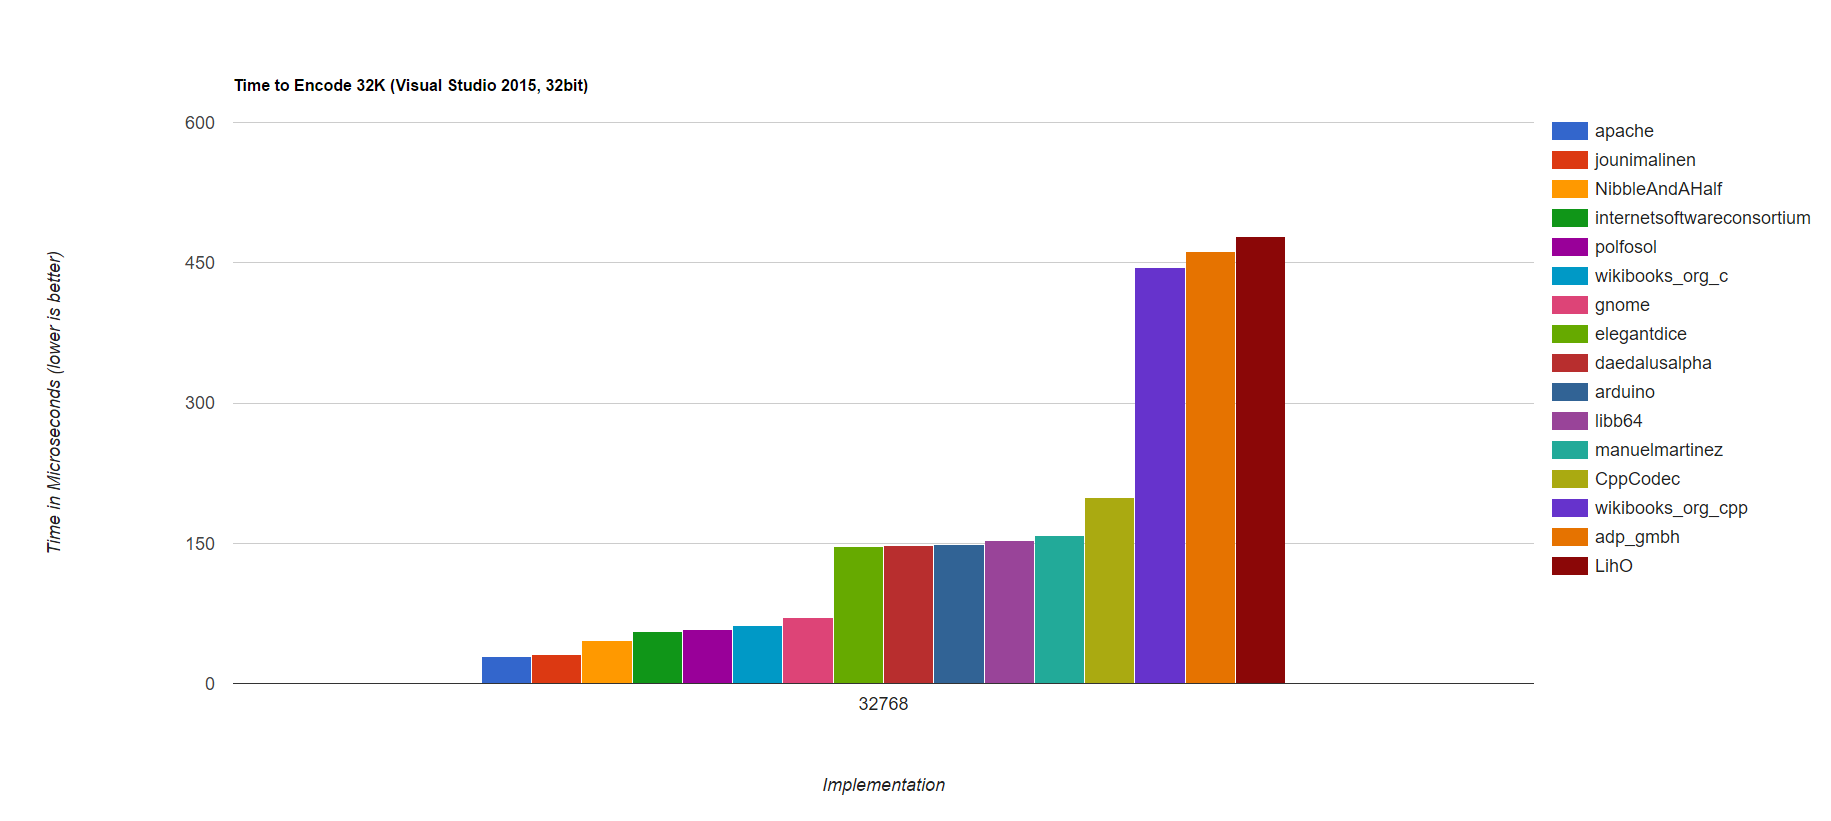 Time to Encode 32K (Visual Studio 2015, 32bit)
Time in Microseconds (lower is better)
600
450
300
150
0
32768
Implementation
apache
jounimalinen
NibbleAndAHalf
internetsoftwareconsortium
polfosol
wikibooks_org_c
gnome
elegantdice
daedalusalpha
arduino
libb64
manuelmartinez
CppCodec
wikibooks_org_cpp
adp_gmbh
LihO